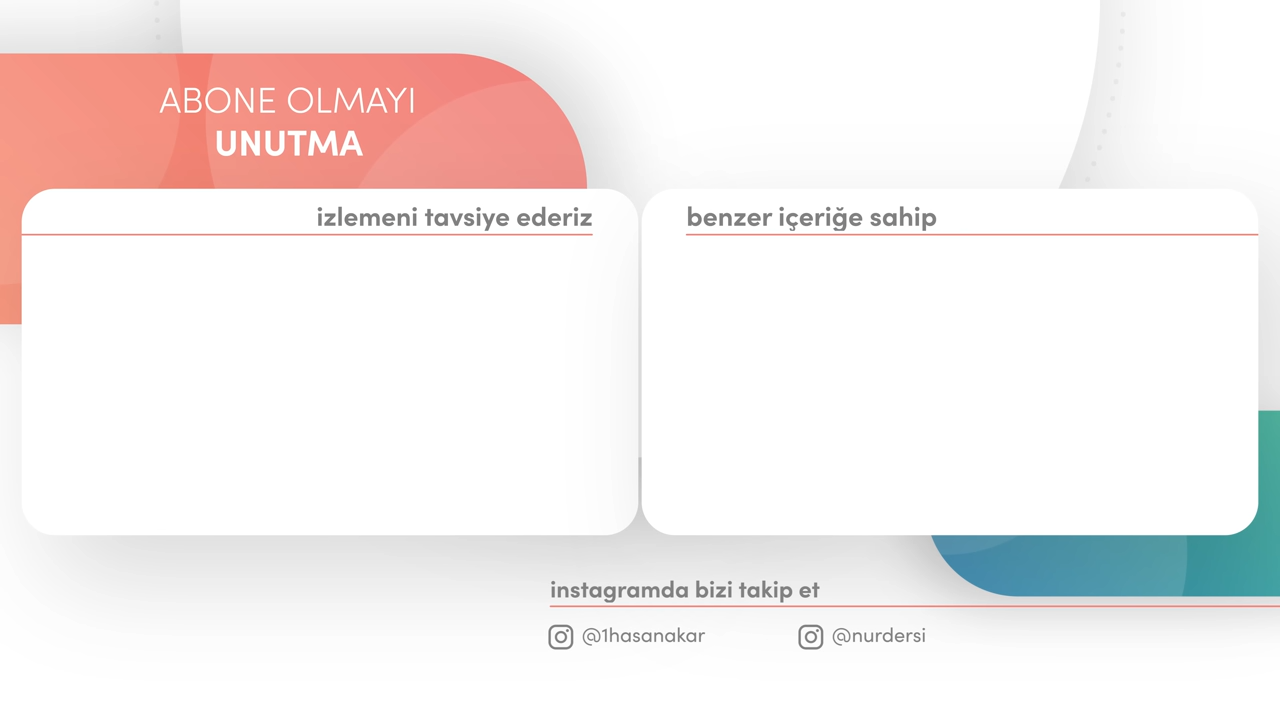 ABONE OLMAYI
UNUTMA
izlemeni tavsiye ederiz
benzer içeriğe sahip
instagramda bizi takip et
@1hasanakar
@nurdersi